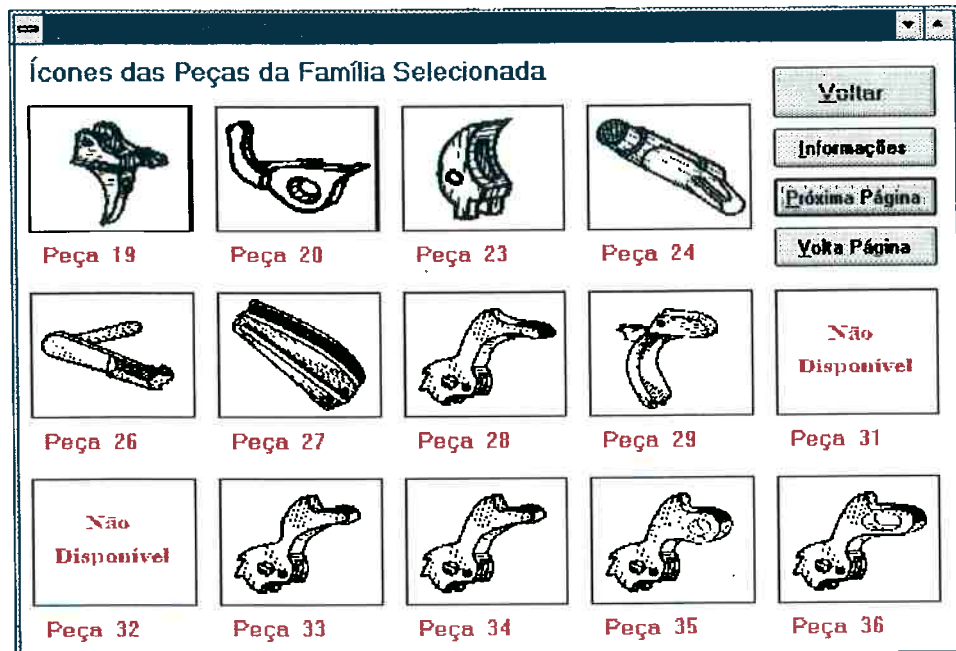 Ícones das Peças da Família Selecionada
Voltar
Informações
Próxima Página
Volta Página
Peça 19
Peça 20
Peça 23
Peça 24
Não
Disponível
Peça 26
Peça 27
Peça 28
Peça 29
Peça 31
Não
Disponível
Peça 32
Peça 33
Peça 34
Peça 35
Peça 36